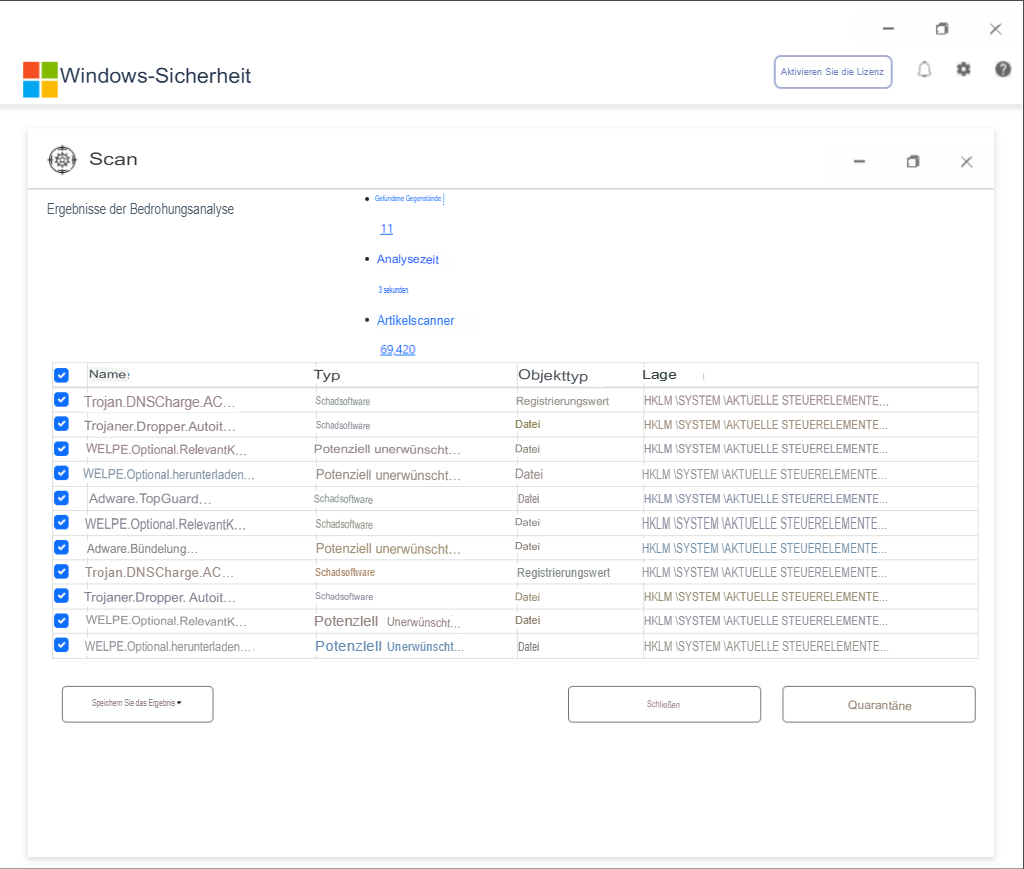 Windows-Sicherheit
Aktivieren Sie die Lizenz
Scan
Ergebnisse der Bedrohungsanalyse
Gefundene Gegenstände
11
Analysezeit
3 sekunden
Artikelscanner
69,420
Name Typ Objekttyp Lage
Trojan.DNSCharge.AC... Schadsoftware Registrierungswert HKLM \SYSTEM \AKTUELLE STEUERELEMENTE...
Trojaner.Dropper.Autoit... Schadsoftware Datei HKLM \SYSTEM \AKTUELLE STEUERELEMENTE...
WELPE.Optional.RelevantK... Potenziell unerwünscht... Datei HKLM \SYSTEM \AKTUELLE STEUERELEMENTE...
WELPE.Optional.herunterladen... Potenziell unerwünscht... Datei HKLM \SYSTEM \AKTUELLE STEUERELEMENTE...
Adware.TopGuard... Schadsoftware Datei HKLM \SYSTEM \AKTUELLE STEUERELEMENTE...
WELPE.Optional.RelevantK... Schadsoftware Datei HKLM \SYSTEM \AKTUELLE STEUERELEMENTE...
Adware.Bündelung... Potenziell unerwünscht... Datei HKLM \SYSTEM \AKTUELLE STEUERELEMENTE...
Trojan.DNSCharge.AC... Schadsoftware Registrierungswert HKLM \SYSTEM \AKTUELLE STEUERELEMENTE...
Trojaner.Dropper. Autoit... Schadsoftware Datei HKLM \SYSTEM \AKTUELLE STEUERELEMENTE...
WELPE.Optional.RelevantK... Potenziell Unerwünscht... Datei HKLM \SYSTEM \AKTUELLE STEUERELEMENTE...
WELPE.Optional.herunterladen.... Potenziell Unerwünscht... Datei HKLM \SYSTEM \AKTUELLE STEUERELEMENTE...
Speichern Sie das Ergebnis Schließen Quarantäne